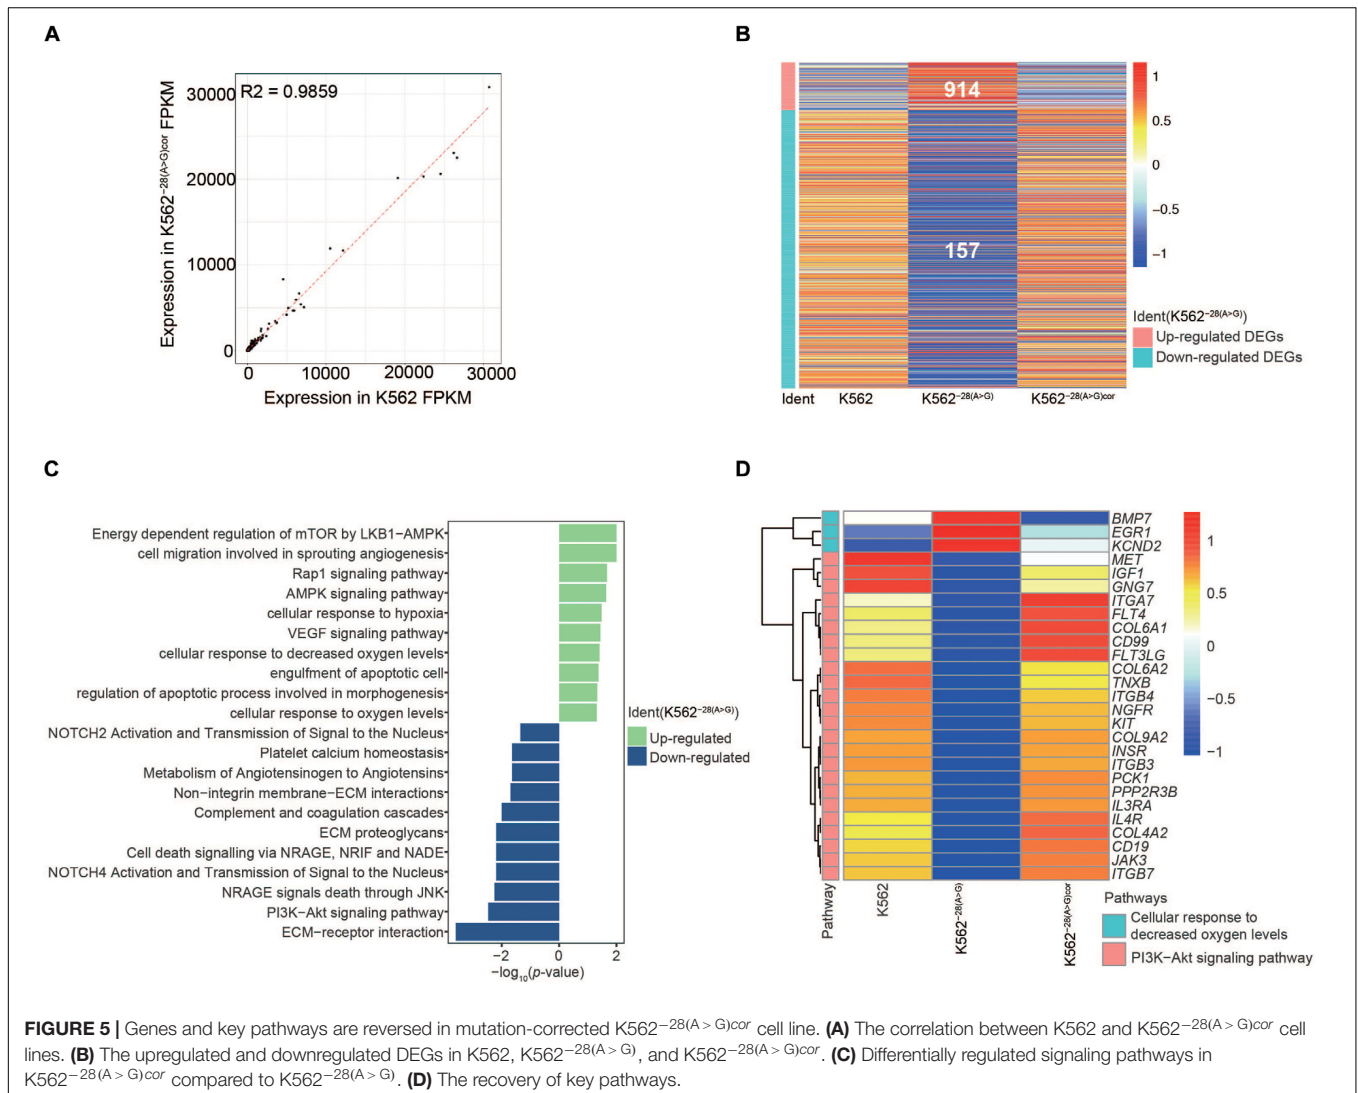 A
R2 = 0.9859
Expression in K562⁻²⁸⁽ᴬ>ᴳ⁾cor FPKM
30000
20000
10000
0
0 10000 20000 30000
Expression in K562 FPKM
B
914
157
1
0.5
0
−0.5
−1
Ident(K562⁻²⁸⁽ᴬ>ᴳ⁾)
Up-regulated DEGs
Down-regulated DEGs
Ident K562 K562⁻²⁸⁽ᴬ>ᴳ⁾ K562⁻²⁸⁽ᴬ>ᴳ⁾cor
C
Energy dependent regulation of mTOR by LKB1−AMPK
cell migration involved in sprouting angiogenesis
Rap1 signaling pathway
AMPK signaling pathway
cellular response to hypoxia
VEGF signaling pathway
cellular response to decreased oxygen levels
engulfment of apoptotic cell
regulation of apoptotic process involved in morphogenesis
cellular response to oxygen levels
NOTCH2 Activation and Transmission of Signal to the Nucleus
Platelet calcium homeostasis
Metabolism of Angiotensinogen to Angiotensins
Non−integrin membrane−ECM interactions
Complement and coagulation cascades
ECM proteoglycans
Cell death signalling via NRAGE, NRIF and NADE
NOTCH4 Activation and Transmission of Signal to the Nucleus
NRAGE signals death through JNK
PI3K−Akt signaling pathway
ECM−receptor interaction
−2 0 2
−log₁₀(p-value)
Ident(K562⁻²⁸⁽ᴬ>ᴳ⁾)
Up-regulated
Down-regulated
D
BMP7
EGR1
KCND2
MET
IGF1
GNG7
ITGA7
FLT4
COL6A1
CD99
FLT3LG
COL6A2
TNXB
ITGB4
NGFR
KIT
COL9A2
INSR
ITGB3
PCK1
PPP2R3B
IL3RA
IL4R
COL4A2
CD19
JAK3
ITGB7
1
0.5
0
−0.5
−1
Pathway
K562
K562⁻²⁸⁽ᴬ>ᴳ⁾
K562⁻²⁸⁽ᴬ>ᴳ⁾cor
Pathways
Cellular response to
decreased oxygen levels
PI3K−Akt signaling pathway
FIGURE 5 | Genes and key pathways are reversed in mutation-corrected K562⁻²⁸⁽ᴬ > ᴳ⁾cor cell line. (A) The correlation between K562 and K562⁻²⁸⁽ᴬ > ᴳ⁾cor cell
lines. (B) The upregulated and downregulated DEGs in K562, K562⁻²⁸⁽ᴬ > ᴳ⁾, and K562⁻²⁸⁽ᴬ > ᴳ⁾cor. (C) Differentially regulated signaling pathways in
K562⁻²⁸⁽ᴬ > ᴳ⁾cor compared to K562⁻²⁸⁽ᴬ > ᴳ⁾. (D) The recovery of key pathways.